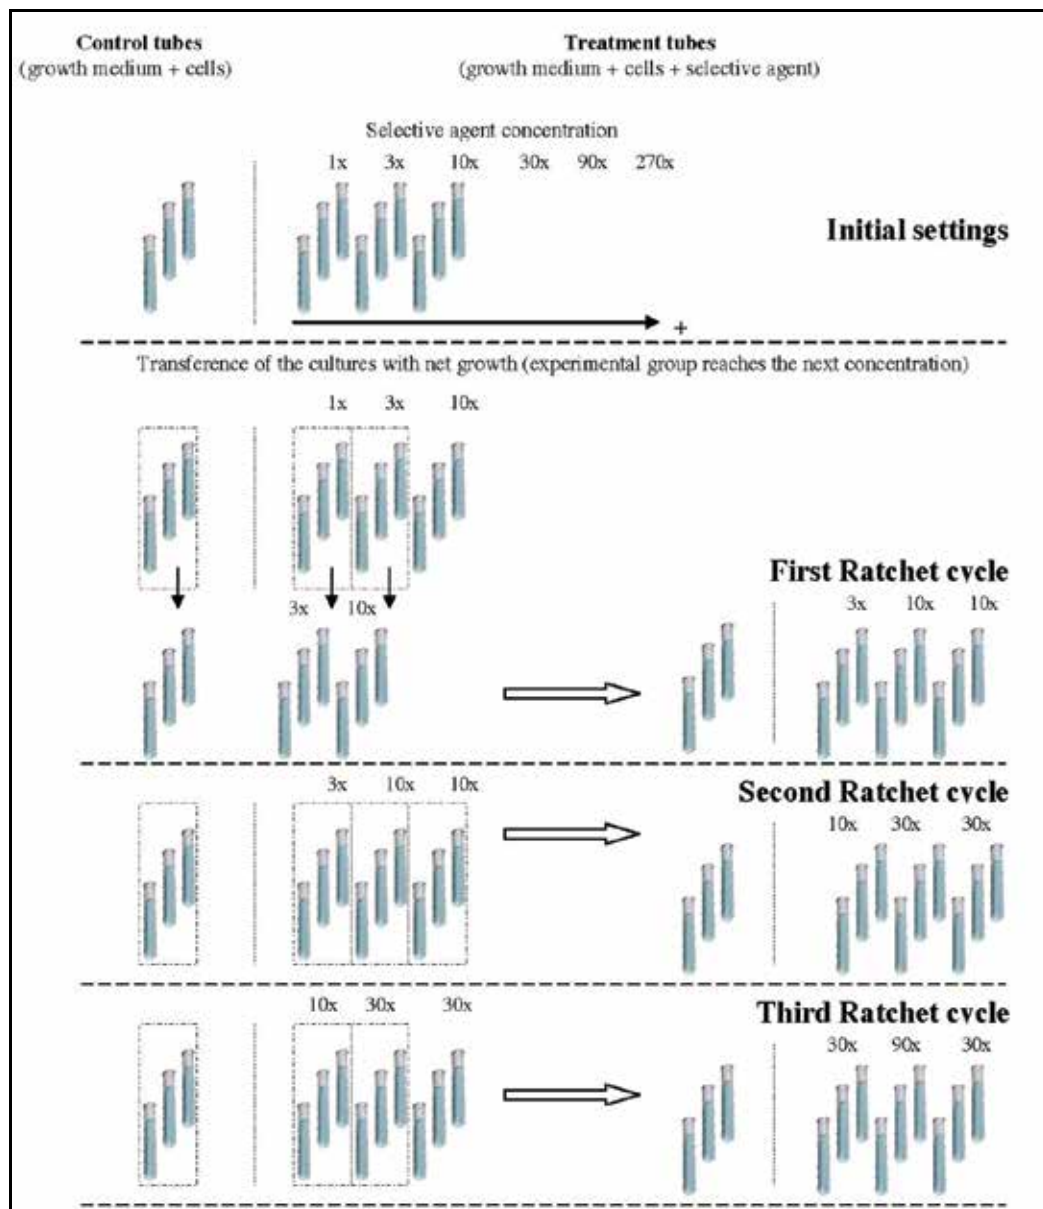 Control tubes
(growth medium + cells)
Treatment tubes
(growth medium + cells + selective agent)
Selective agent concentration
1x 3x 10x 30x 90x 270x
Initial settings
+
Transference of the cultures with net growth (experimental group reaches the next concentration)
1x 3x 10x
First Ratchet cycle
3x 10x
3x 10x 10x
Second Ratchet cycle
3x 10x 10x
10x 30x 30x
Third Ratchet cycle
10x 30x 30x
30x 90x 30x